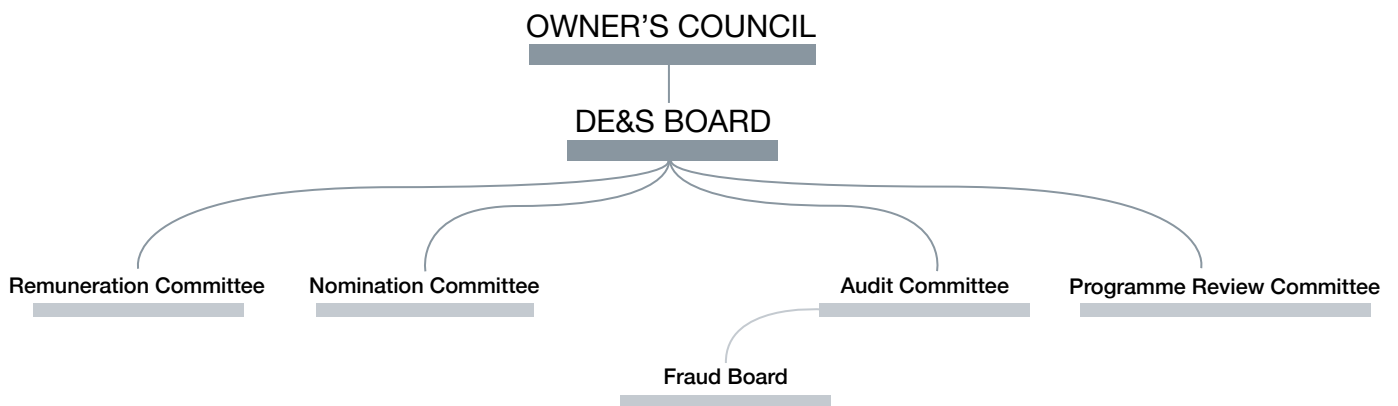 OWNER’S COUNCIL
DE&S BOARD
Remuneration Committee
Nomination Committee
Audit Committee
Programme Review Committee
Fraud Board